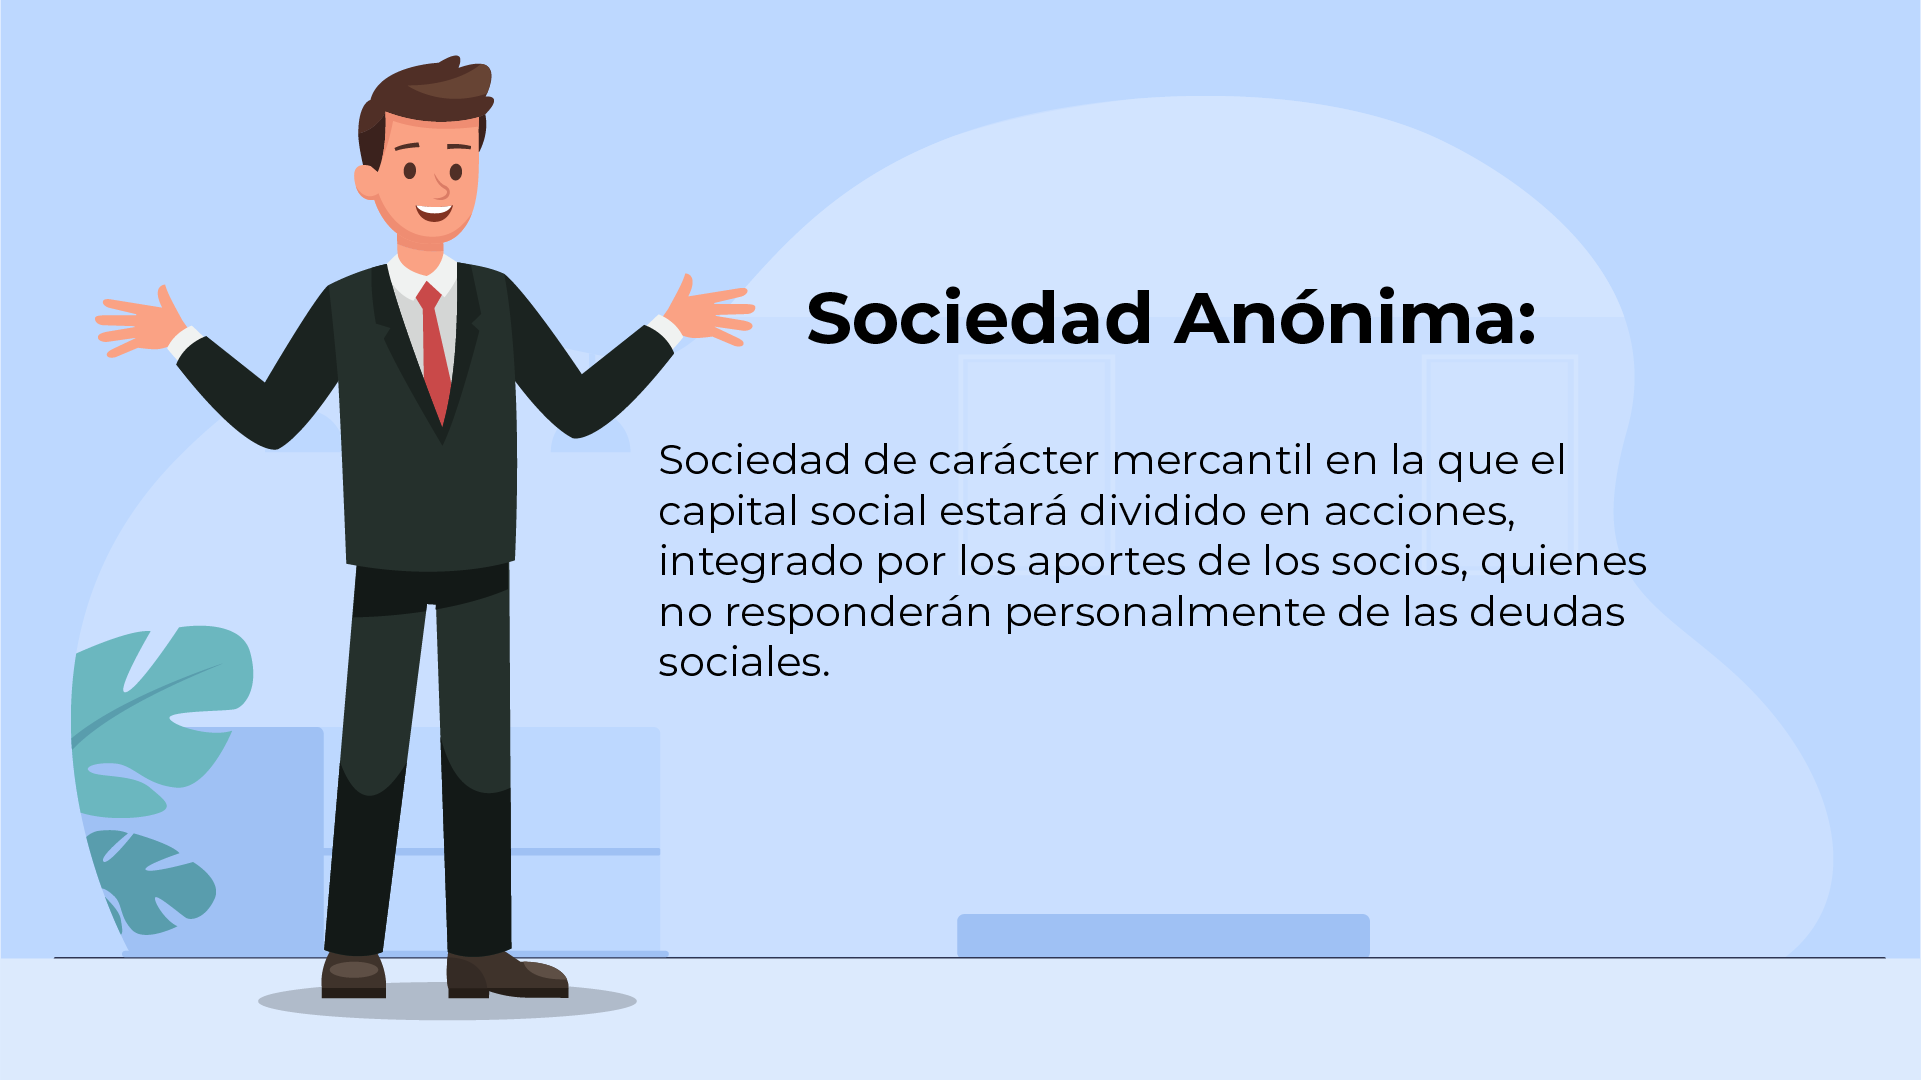 Sociedad Anónima:
Sociedad de carácter mercantil en la que el
capital social estará dividido en acciones,
integrado por los aportes de los socios, quienes
no responderán personalmente de las deudas
sociales.